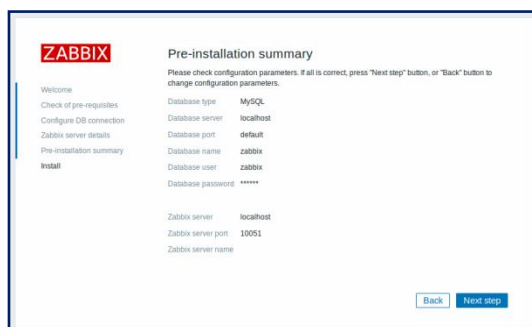 ZABBIX
Welcome
Check of pre-requisites
Configure DB connection
Zabbix server details
Pre-installation summary
Install
Pre-installation summary
Please check configuration parameters. If all is correct, press "Next step" button, or "Back" button to
change configuration parameters.
Database type MySQL
Database server localhost
Database port default
Database name zabbix
Database user zabbix
Database password ******
Zabbix server localhost
Zabbix server port 10051
Zabbix server name
Back Next step